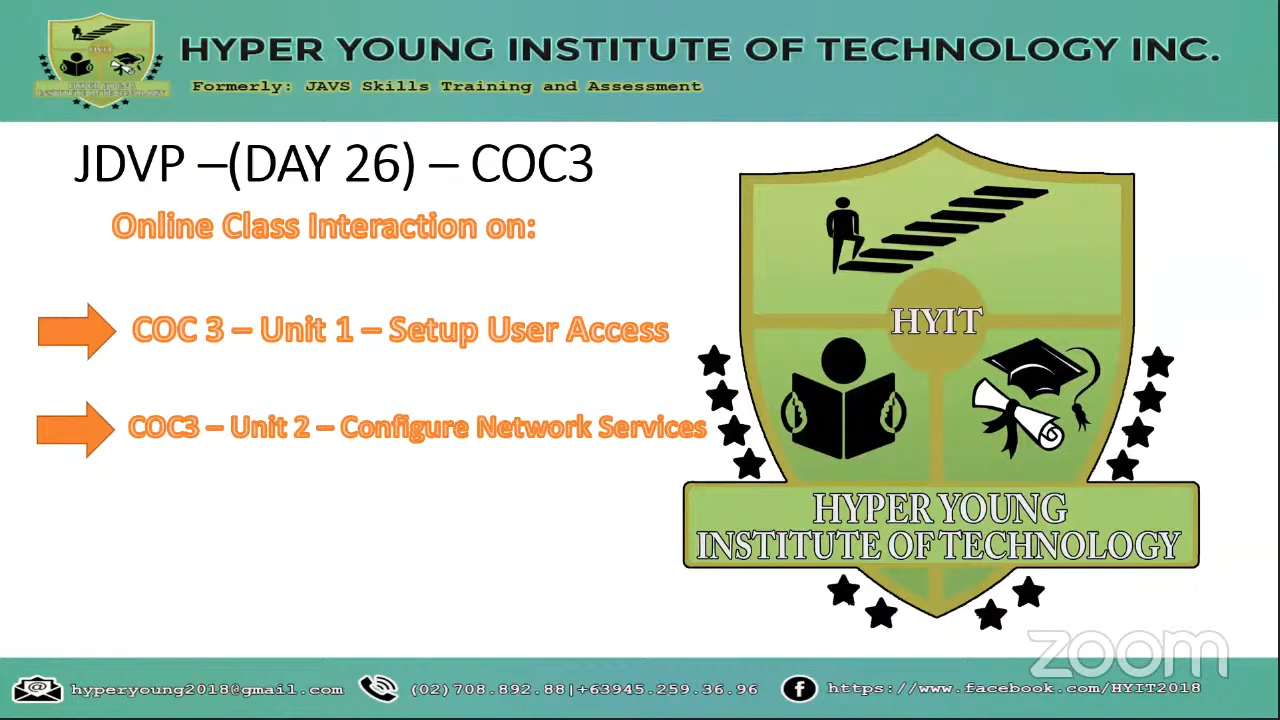 HYPER YOUNG INSTITUTE OF TECHNOLOGY INC.
Formerly: JAVS Skills Training and Assessment
JDVP –(DAY 26) – COC3
Online Class Interaction on:
COC 3 – Unit 1 – Setup User Access
COC3 – Unit 2 – Configure Network Services
HYIT
HYPER YOUNG
INSTITUTE OF TECHNOLOGY
zoom
hyperyoung2018@gmail.com
(02)708.892.88|+63945.259.36.96
https://www.facebook.com/HYIT2018